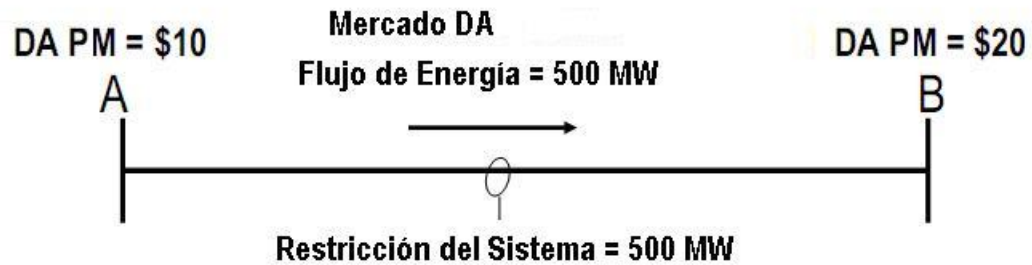 Mercado DA
DA PM = $10
DA PM = $20
Flujo de Energía = 500 MW
A
B
Restricción del Sistema = 500 MW